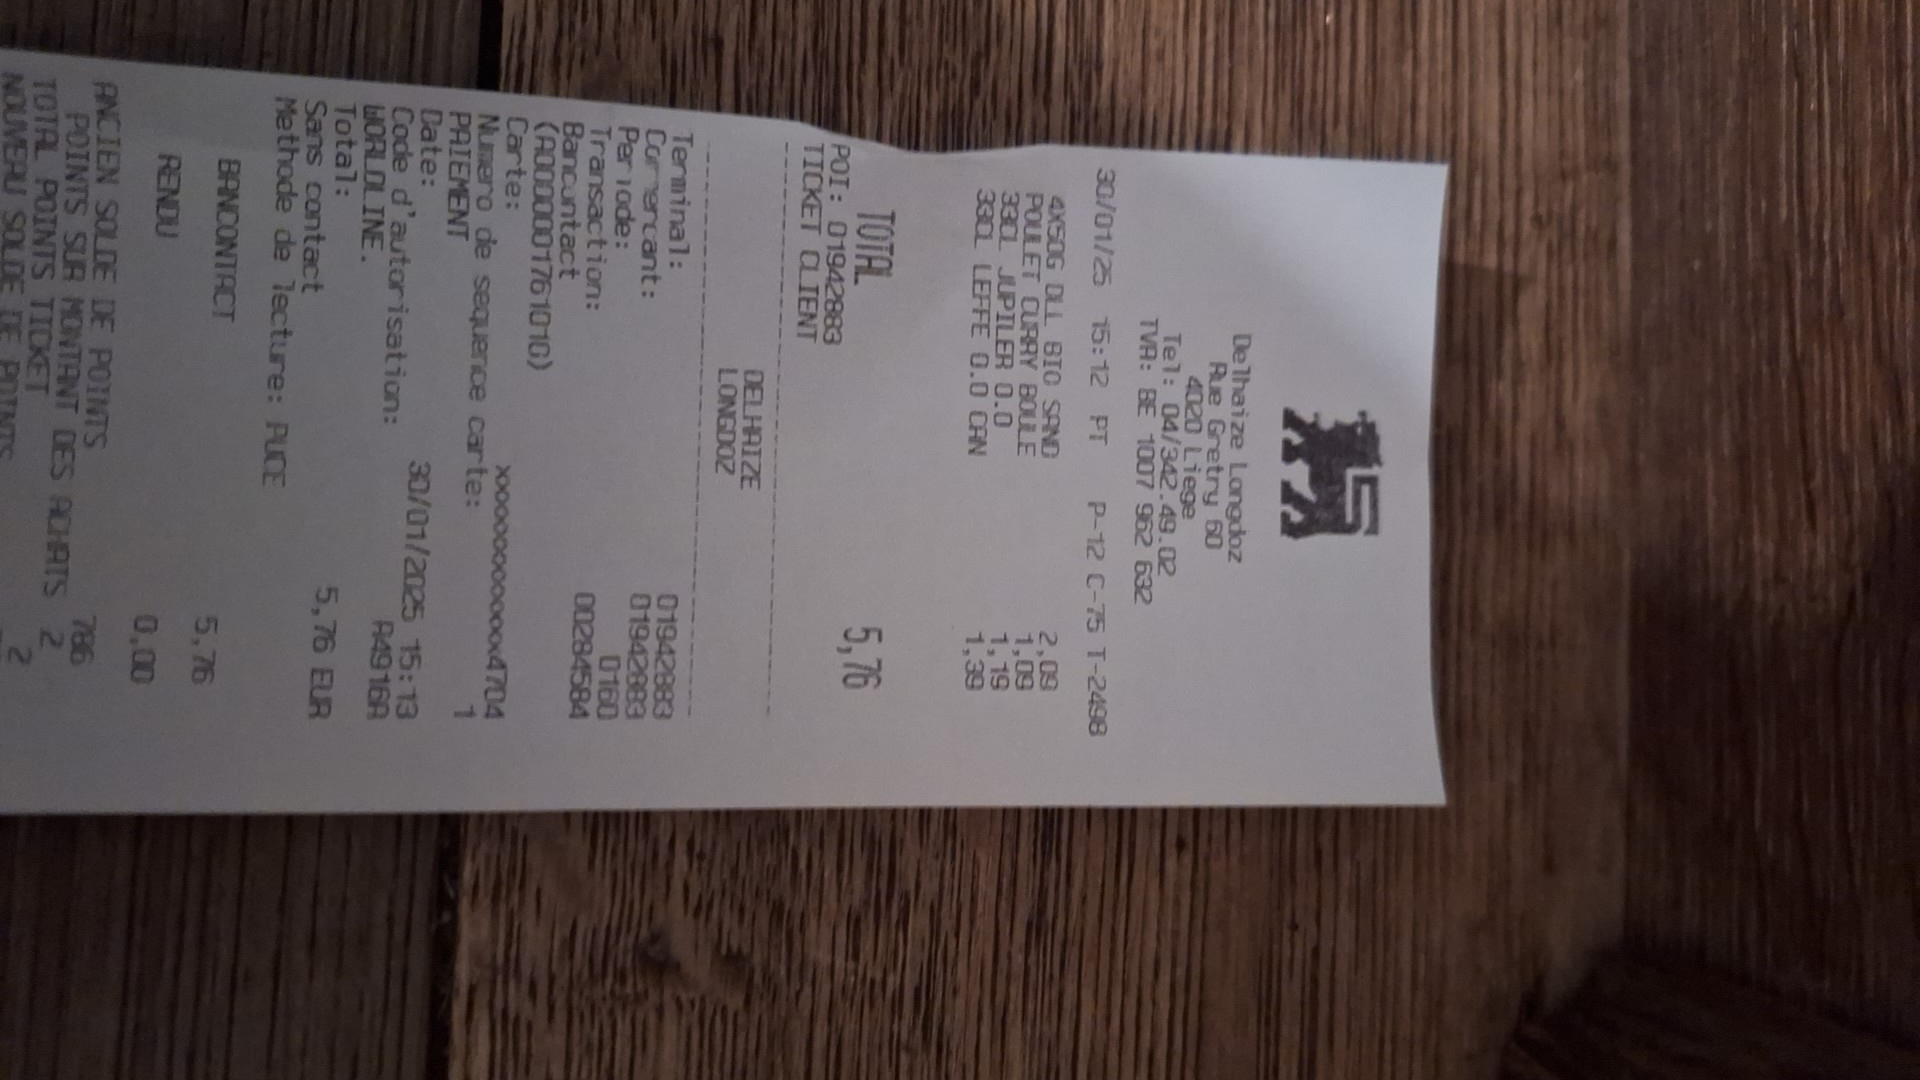 Delhaize Longdoz
Rue Gretry 60
4020 Liege
Tel: 04/342.49.02
TVA: BE 1007 962 632
30/01/25 15:12 PT P-12 C-75 T-2498
4X50G DLL BIO SAND 2,09
POULET CURRY BOULE 1,09
33CL JUPILER 0.0 1,19
33CL LEFFE 0.0 CAN 1,39
TOTAL 5,76
POI: 01942883
TICKET CLIENT
DELHAIZE
LONGDOZ
Terminal: 01942883
Commercant: 01942883
Periode: 0160
Transaction: 00284584
Bancontact
(A0000001761010)
Carte: xxxxxxxxxxxxxxx4704
Numero de sequence carte: 1
PAIEMENT
Date: 30/01/2025 15:13
Code d'autorisation: A4916A
WORLDLINE.
Total: 5,76 EUR
Sans contact
Methode de lecture: PUCE
BANCONTACT 5,76
RENDU 0,00
ANCIEN SOLDE DE POINTS 786
POINTS SUR MONTANT DES ACHATS 2
TOTAL POINTS TICKET 2
NOUVEAU SOLDE DE POINTS